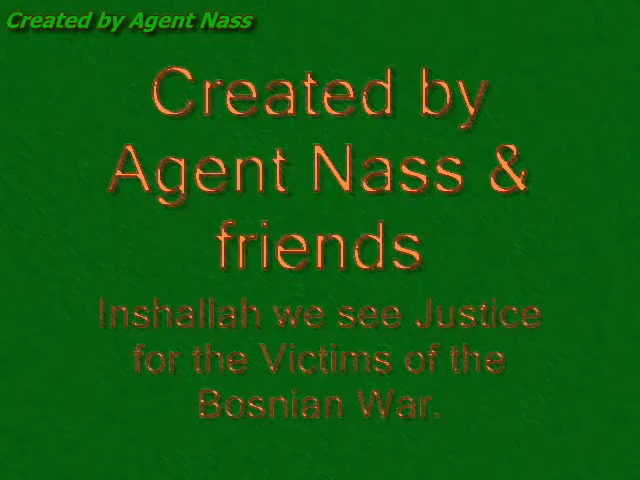 Created by Agent Nass
Created by
Agent Nass &
friends
Inshallah we see Justice
for the Victims of the
Bosnian War.